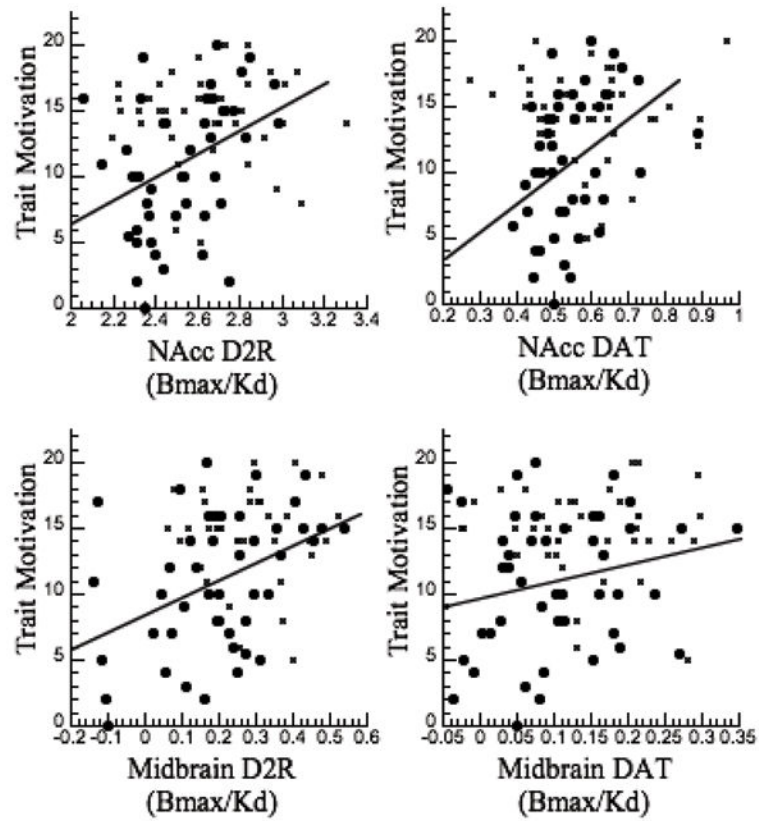 Trait Motivation
20
15
10
5
0
2 2.2 2.4 2.6 2.8 3 3.2 3.4
NAcc D2R
(Bmax/Kd)
Trait Motivation
20
15
10
5
0
0.2 0.3 0.4 0.5 0.6 0.7 0.8 0.9 1
NAcc DAT
(Bmax/Kd)
Trait Motivation
20
15
10
5
0
-0.2 -0.1 0 0.1 0.2 0.3 0.4 0.5 0.6
Midbrain D2R
(Bmax/Kd)
Trait Motivation
20
15
10
5
0
-0.05 0 0.05 0.1 0.15 0.2 0.25 0.3 0.35
Midbrain DAT
(Bmax/Kd)